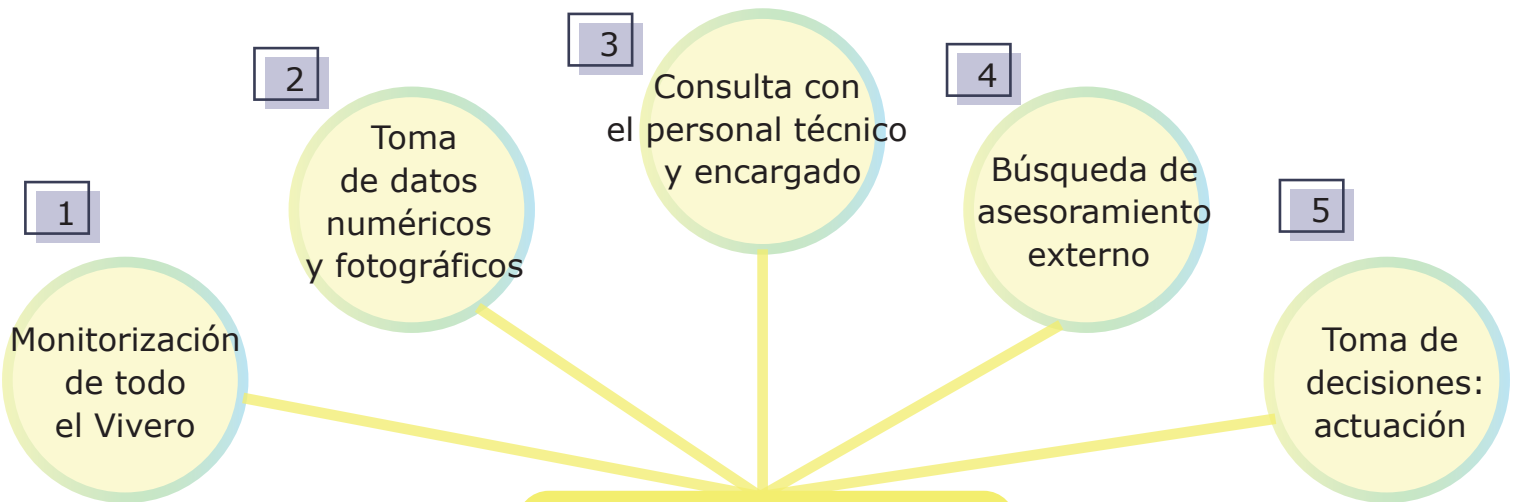 1
Monitorización
de todo
el Vivero
2
Toma
de datos
numéricos
y fotográficos
3
Consulta con
el personal técnico
y encargado
4
Búsqueda de
asesoramiento
externo
5
Toma de
decisiones:
actuación